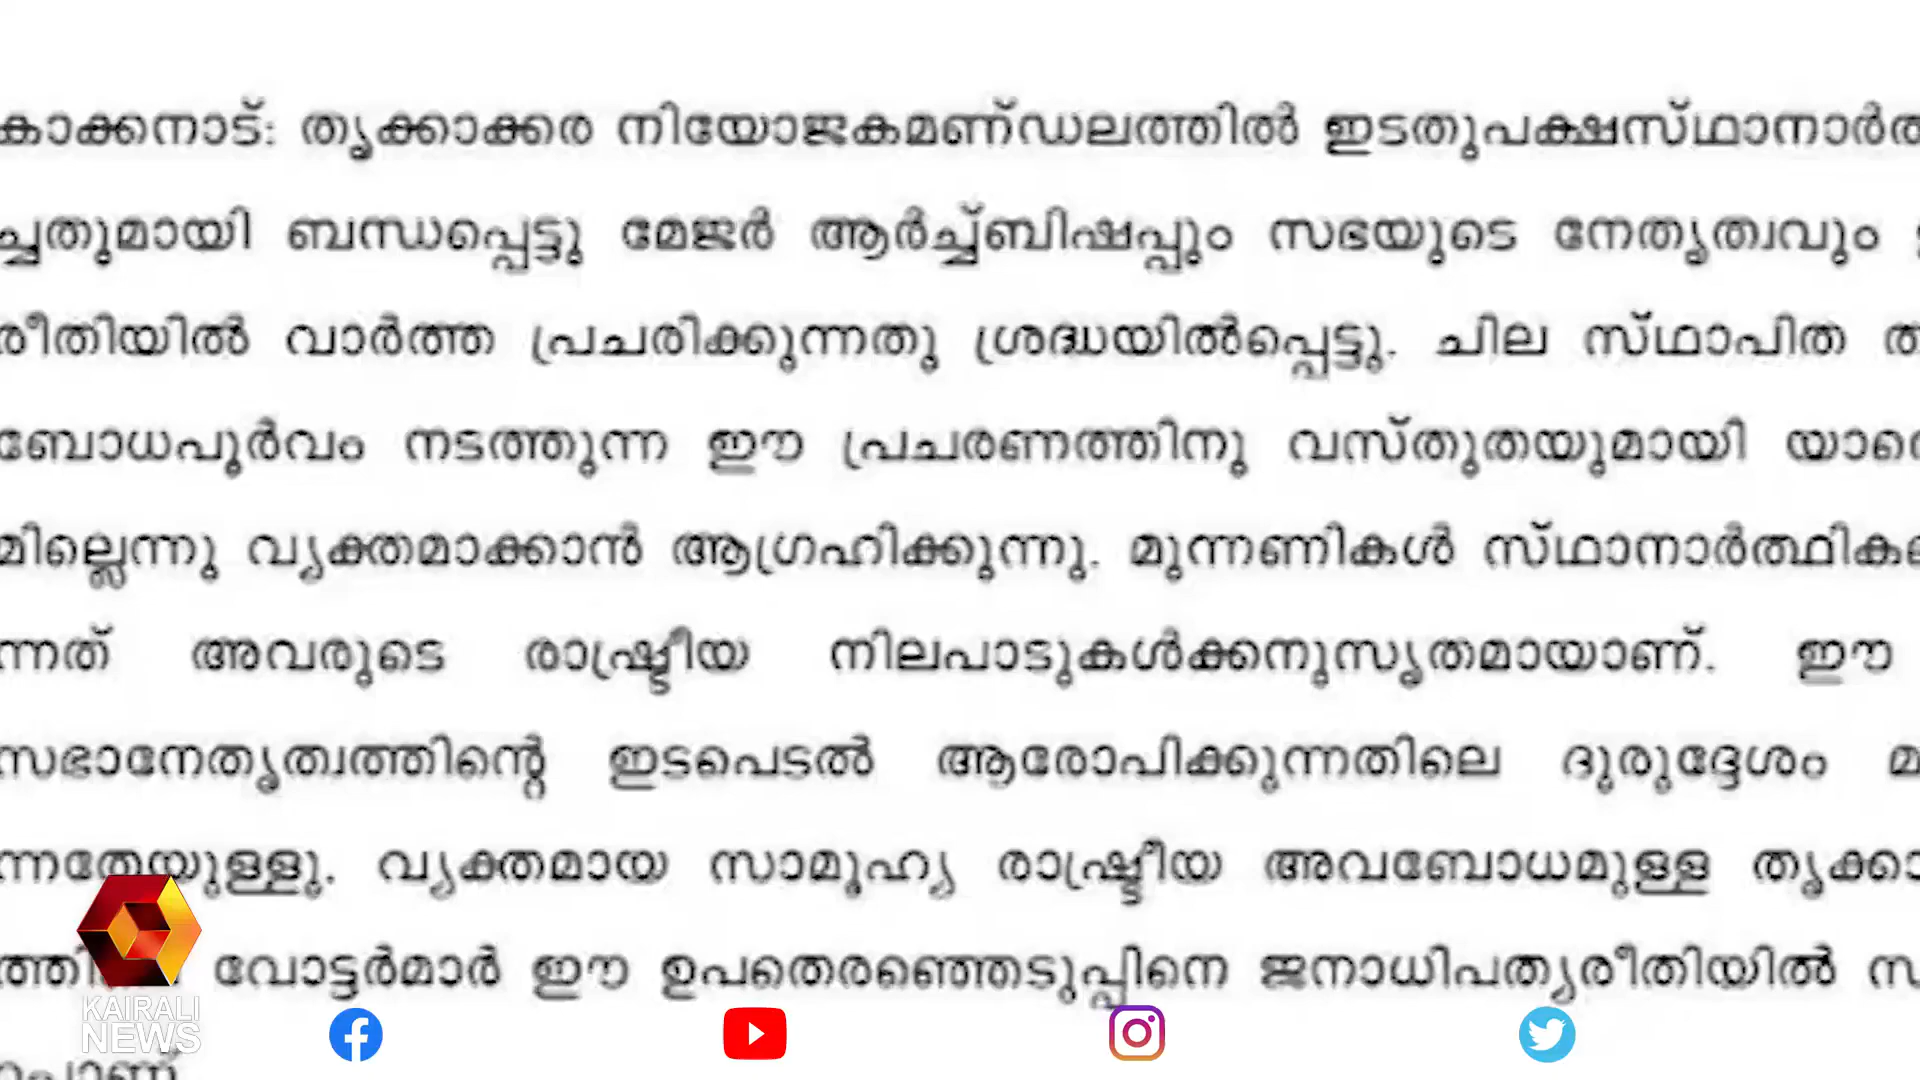 കാക്കനാട്: തൃക്കാക്കര നിയോജകമണ്ഡലത്തിൽ ഇടതുപക്ഷസ്ഥാനാർത
ച്ചതുമായി ബന്ധപ്പെട്ടു മേജർ ആർച്ച്ബിഷപ്പും സഭയുടെ നേതൃത്വവും
രീതിയിൽ വാർത്ത പ്രചരിക്കുന്നതു ശ്രദ്ധയിൽപ്പെട്ടു. ചില സ്ഥാപിത
ബോധപൂർവം നടത്തുന്ന ഈ പ്രചരണത്തിനു വസ്തുതയുമായി യാതൊ
മില്ലെന്നു വ്യക്തമാക്കാൻ ആഗ്രഹിക്കുന്നു. മുന്നണികൾ സ്ഥാനാർത്ഥികള
ന്നത് അവരുടെ രാഷ്ട്രീയ നിലപാടുകൾക്കനുസൃതമായാണ്. ഈ
സഭാനേതൃത്വത്തിന്റെ ഇടപെടൽ ആരോപിക്കുന്നതിലെ ദുരുദ്ദേശം മ
ന്നതേയുള്ളു. വ്യക്തമായ സാമൂഹ്യ രാഷ്ട്രീയ അവബോധമുള്ള തൃക്കാ
വോട്ടർമാർ ഈ ഉപതെരഞ്ഞെടുപ്പിനെ ജനാധിപത്യരീതിയിൽ സ
KAIRALI
NEWS